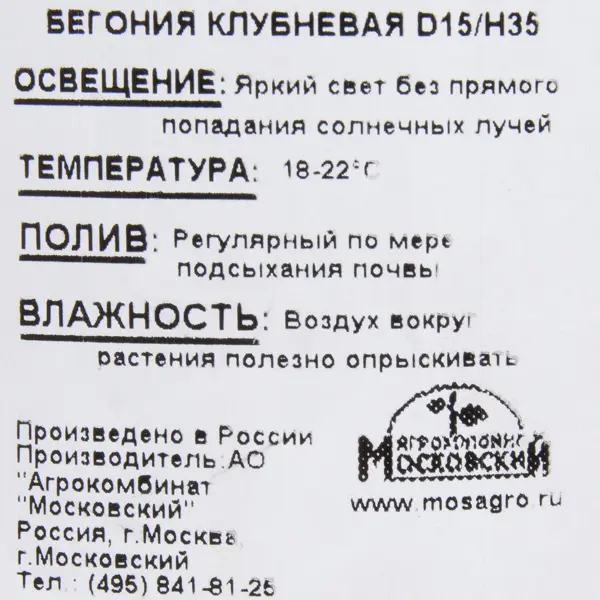 БЕГОНИЯ КЛУБНЕВАЯ D15/H35
ОСВЕЩЕНИЕ: Яркий свет без прямого
попадания солнечных лучей
ТЕМПЕРАТУРА: 18-22°C
ПОЛИВ: Регулярный по мере
подсыхания почвы
ВЛАЖНОСТЬ: Воздух вокруг
растения полезно опрыскивать
АГРОКОМБИНАТ
МОСКОВСКИЙ
www.mosagro.ru
Произведено в России
Производитель:АО
"Агрокомбинат
"Московский"
Россия, г.Москва,
г.Московский
Тел.: (495) 841-81-25